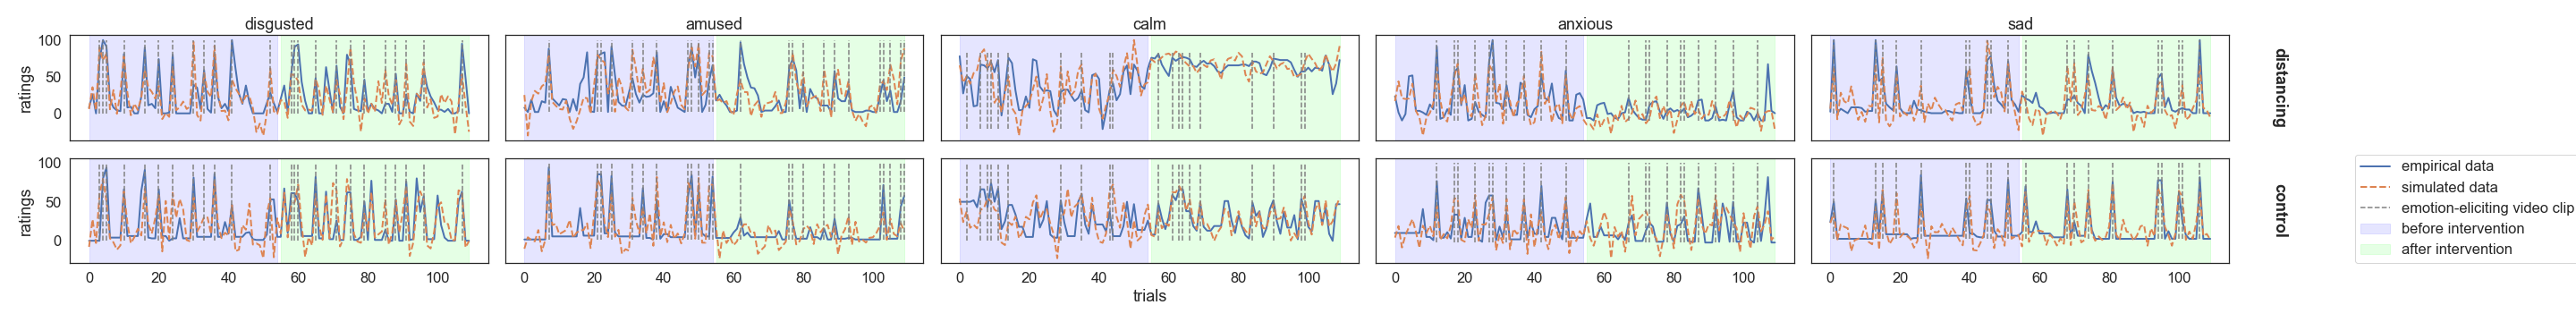 disgusted amused calm anxious sad
100
50
0
ratings
distancing
100
50
0
ratings
control
0 20 40 60 80 100 0 20 40 60 80 100 0 20 40 60 80 100 0 20 40 60 80 100 0 20 40 60 80 100
trials
empirical data
simulated data
emotion-eliciting video clip
before intervention
after intervention